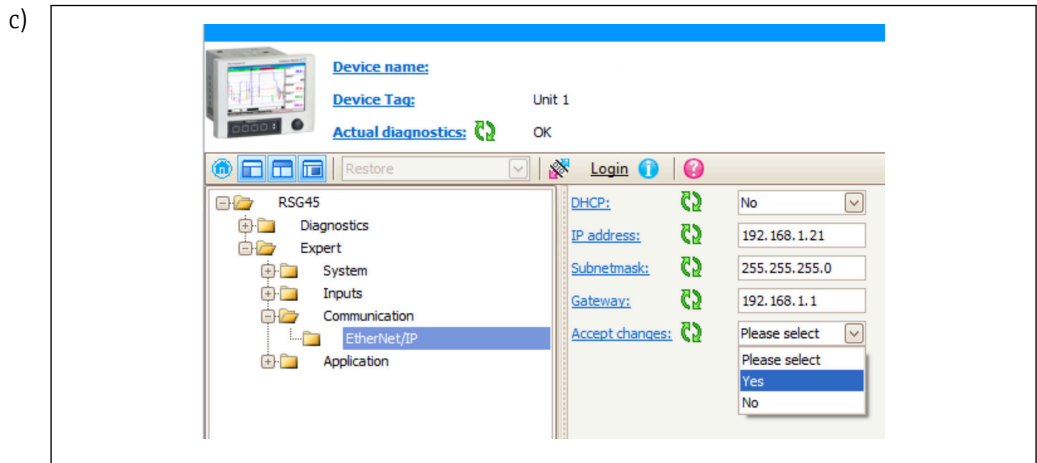 c)
Device name:
Device Tag: Unit 1
Actual diagnostics: OK
Restore Login
RSG45
Diagnostics
Expert
System
Inputs
Communication
EtherNet/IP
Application
DHCP: No
IP address: 192.168.1.21
Subnetmask: 255.255.255.0
Gateway: 192.168.1.1
Accept changes: Please select
Please select
Yes
No